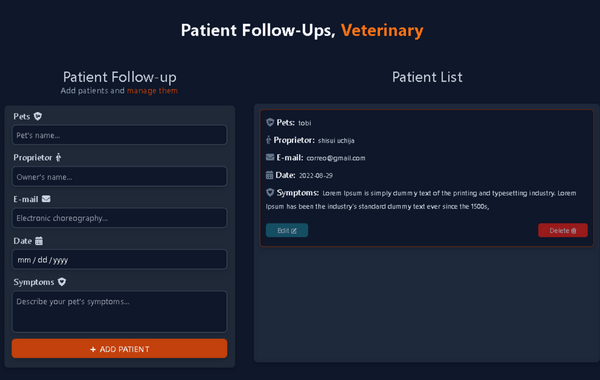 Patient Follow-Ups, Veterinary
Patient Follow-up
Add patients and manage them
Pets
Pet's name...
Proprietor
Owner's name...
E-mail
Electronic choreography...
Date
mm / dd / yyyy
Symptoms
Describe your pet's symptoms...
+ ADD PATIENT
Patient List
Pets: tobi
Proprietor: shisui uchija
E-mail: correo@gmail.com
Date: 2022-08-29
Symptoms: Lorem Ipsum is simply dummy text of the printing and typesetting industry. Lorem
Ipsum has been the industry's standard dummy text ever since the 1500s,
Edit
Delete